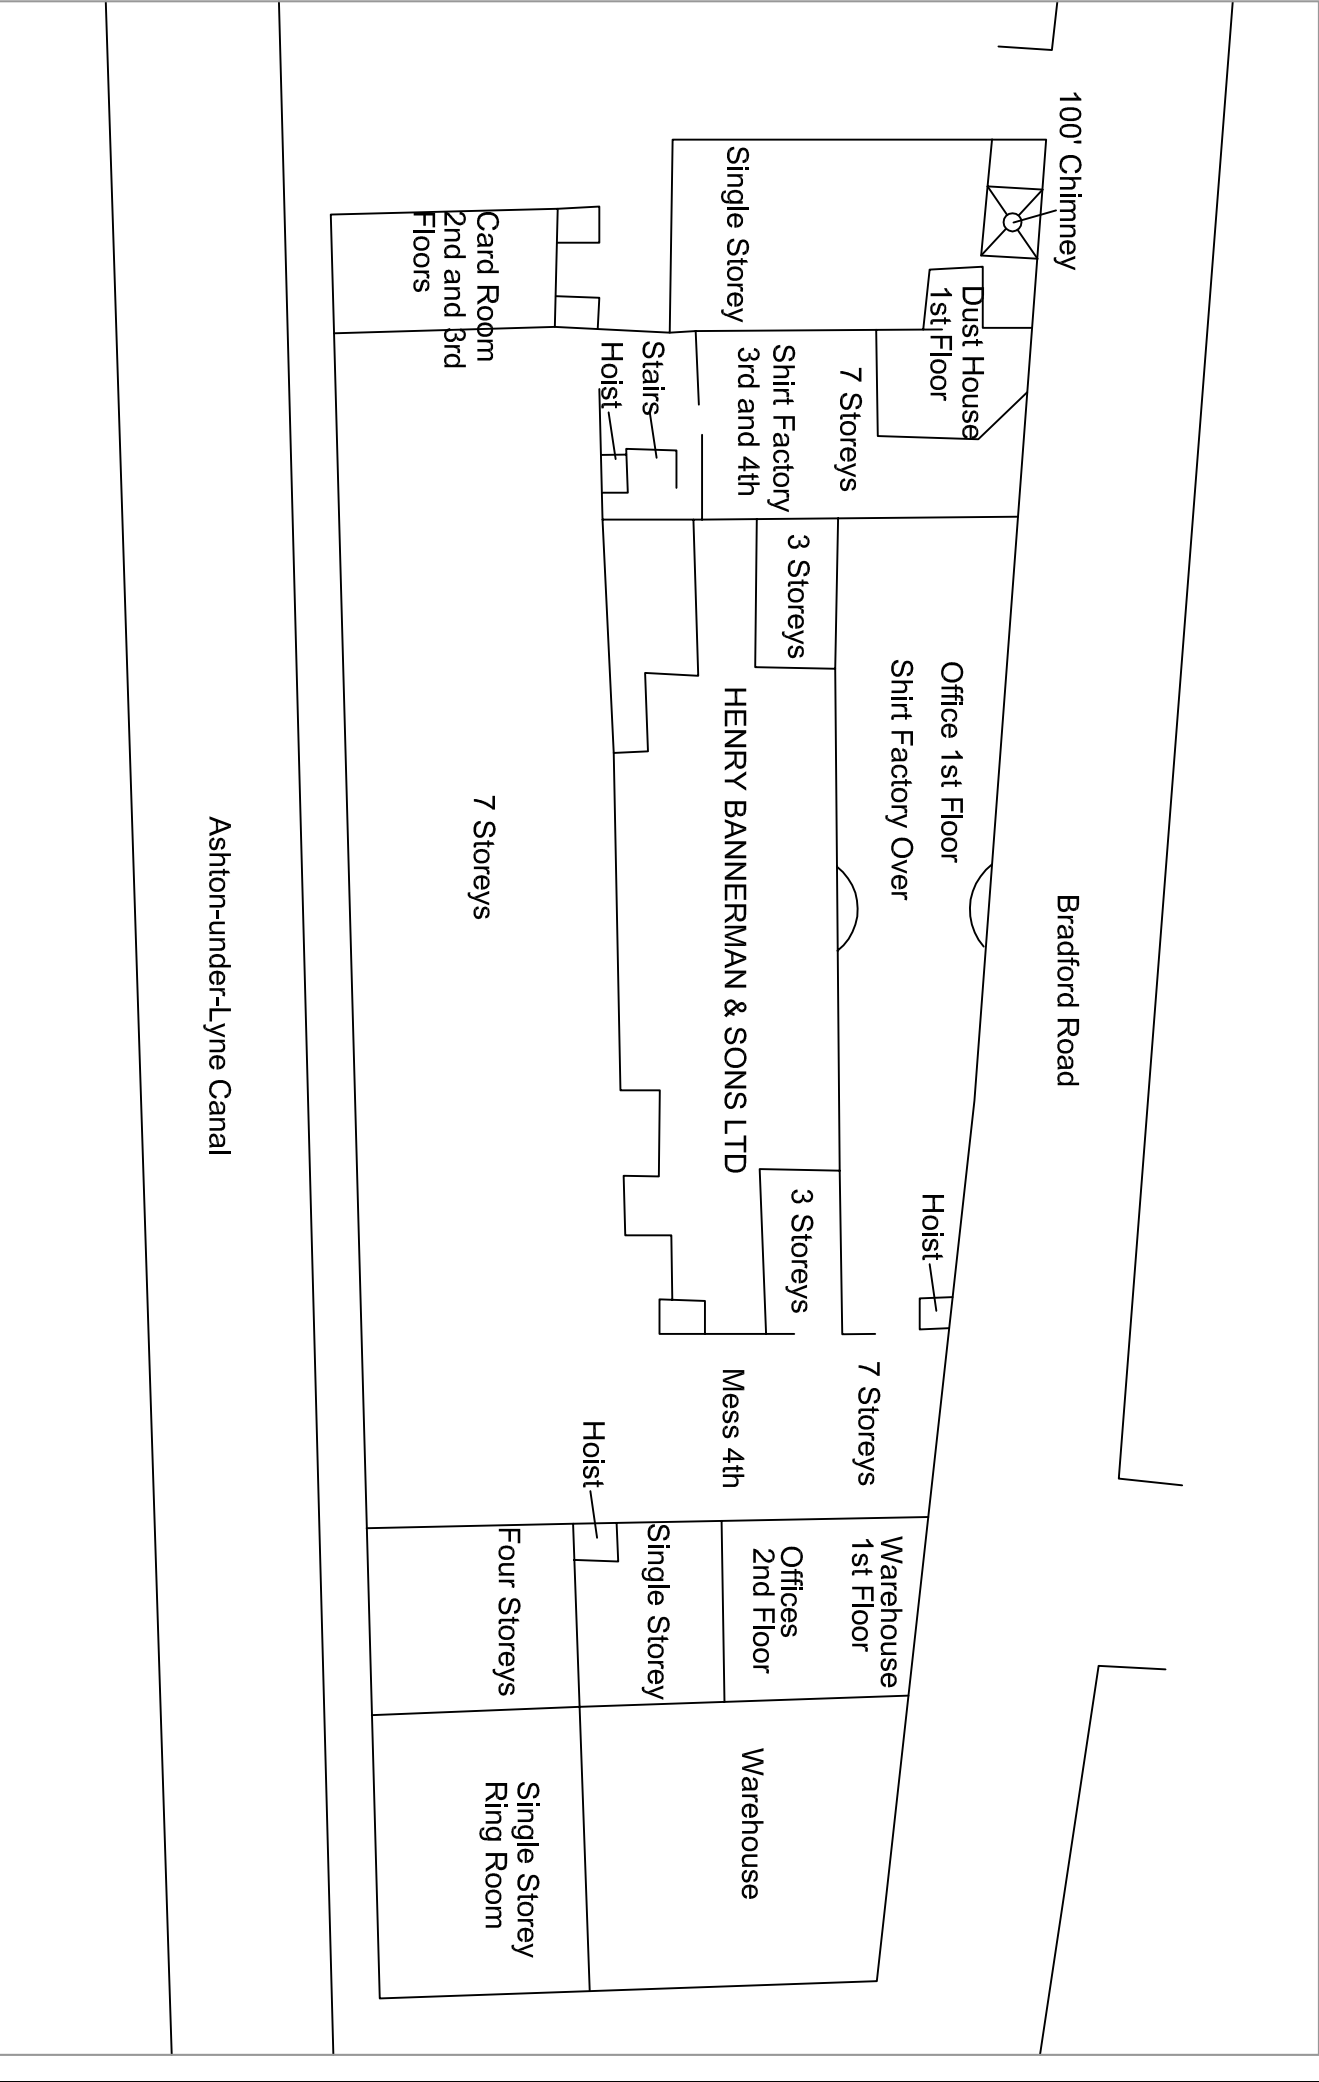 100' Chimney
Bradford Road
Dust House
1st Floor
Office 1st Floor
Shirt Factory Over
Hoist
7 Storeys
Warehouse
1st Floor
7 Storeys
Single Storey
Shirt Factory
3rd and 4th
3 Storeys
3 Storeys
Offices
2nd Floor
HENRY BANNERMAN & SONS LTD
Mess 4th
Warehouse
Stairs
Hoist
Hoist
Single Storey
Card Room
2nd and 3rd
Floors
7 Storeys
Four Storeys
Single Storey
Ring Room
Ashton-under-Lyne Canal